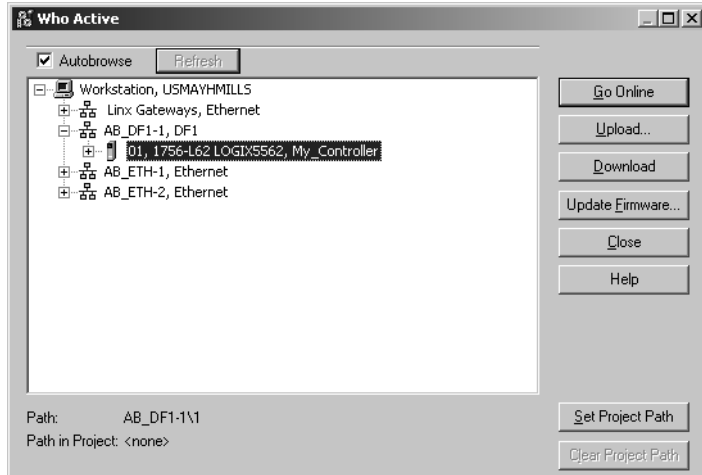 Who Active
Autobrowse
Refresh
Workstation, USMAYHMILLS
Linx Gateways, Ethernet
AB_DF1-1, DF1
01, 1756-L62 LOGIX5562, My_Controller
AB_ETH-1, Ethernet
AB_ETH-2, Ethernet
Go Online
Upload...
Download
Update Firmware...
Close
Help
Path: AB_DF1-1\1
Path in Project: <none>
Set Project Path
Clear Project Path